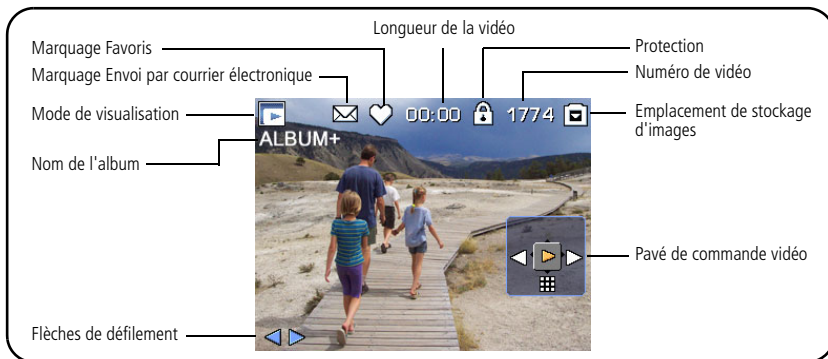 Longueur de la vidéo
Marquage Favoris
Protection
Marquage Envoi par courrier électronique
Numéro de vidéo
Mode de visualisation
00:00
1774
Emplacement de stockage
d'images
ALBUM+
Nom de l'album
Pavé de commande vidéo
Flèches de défilement